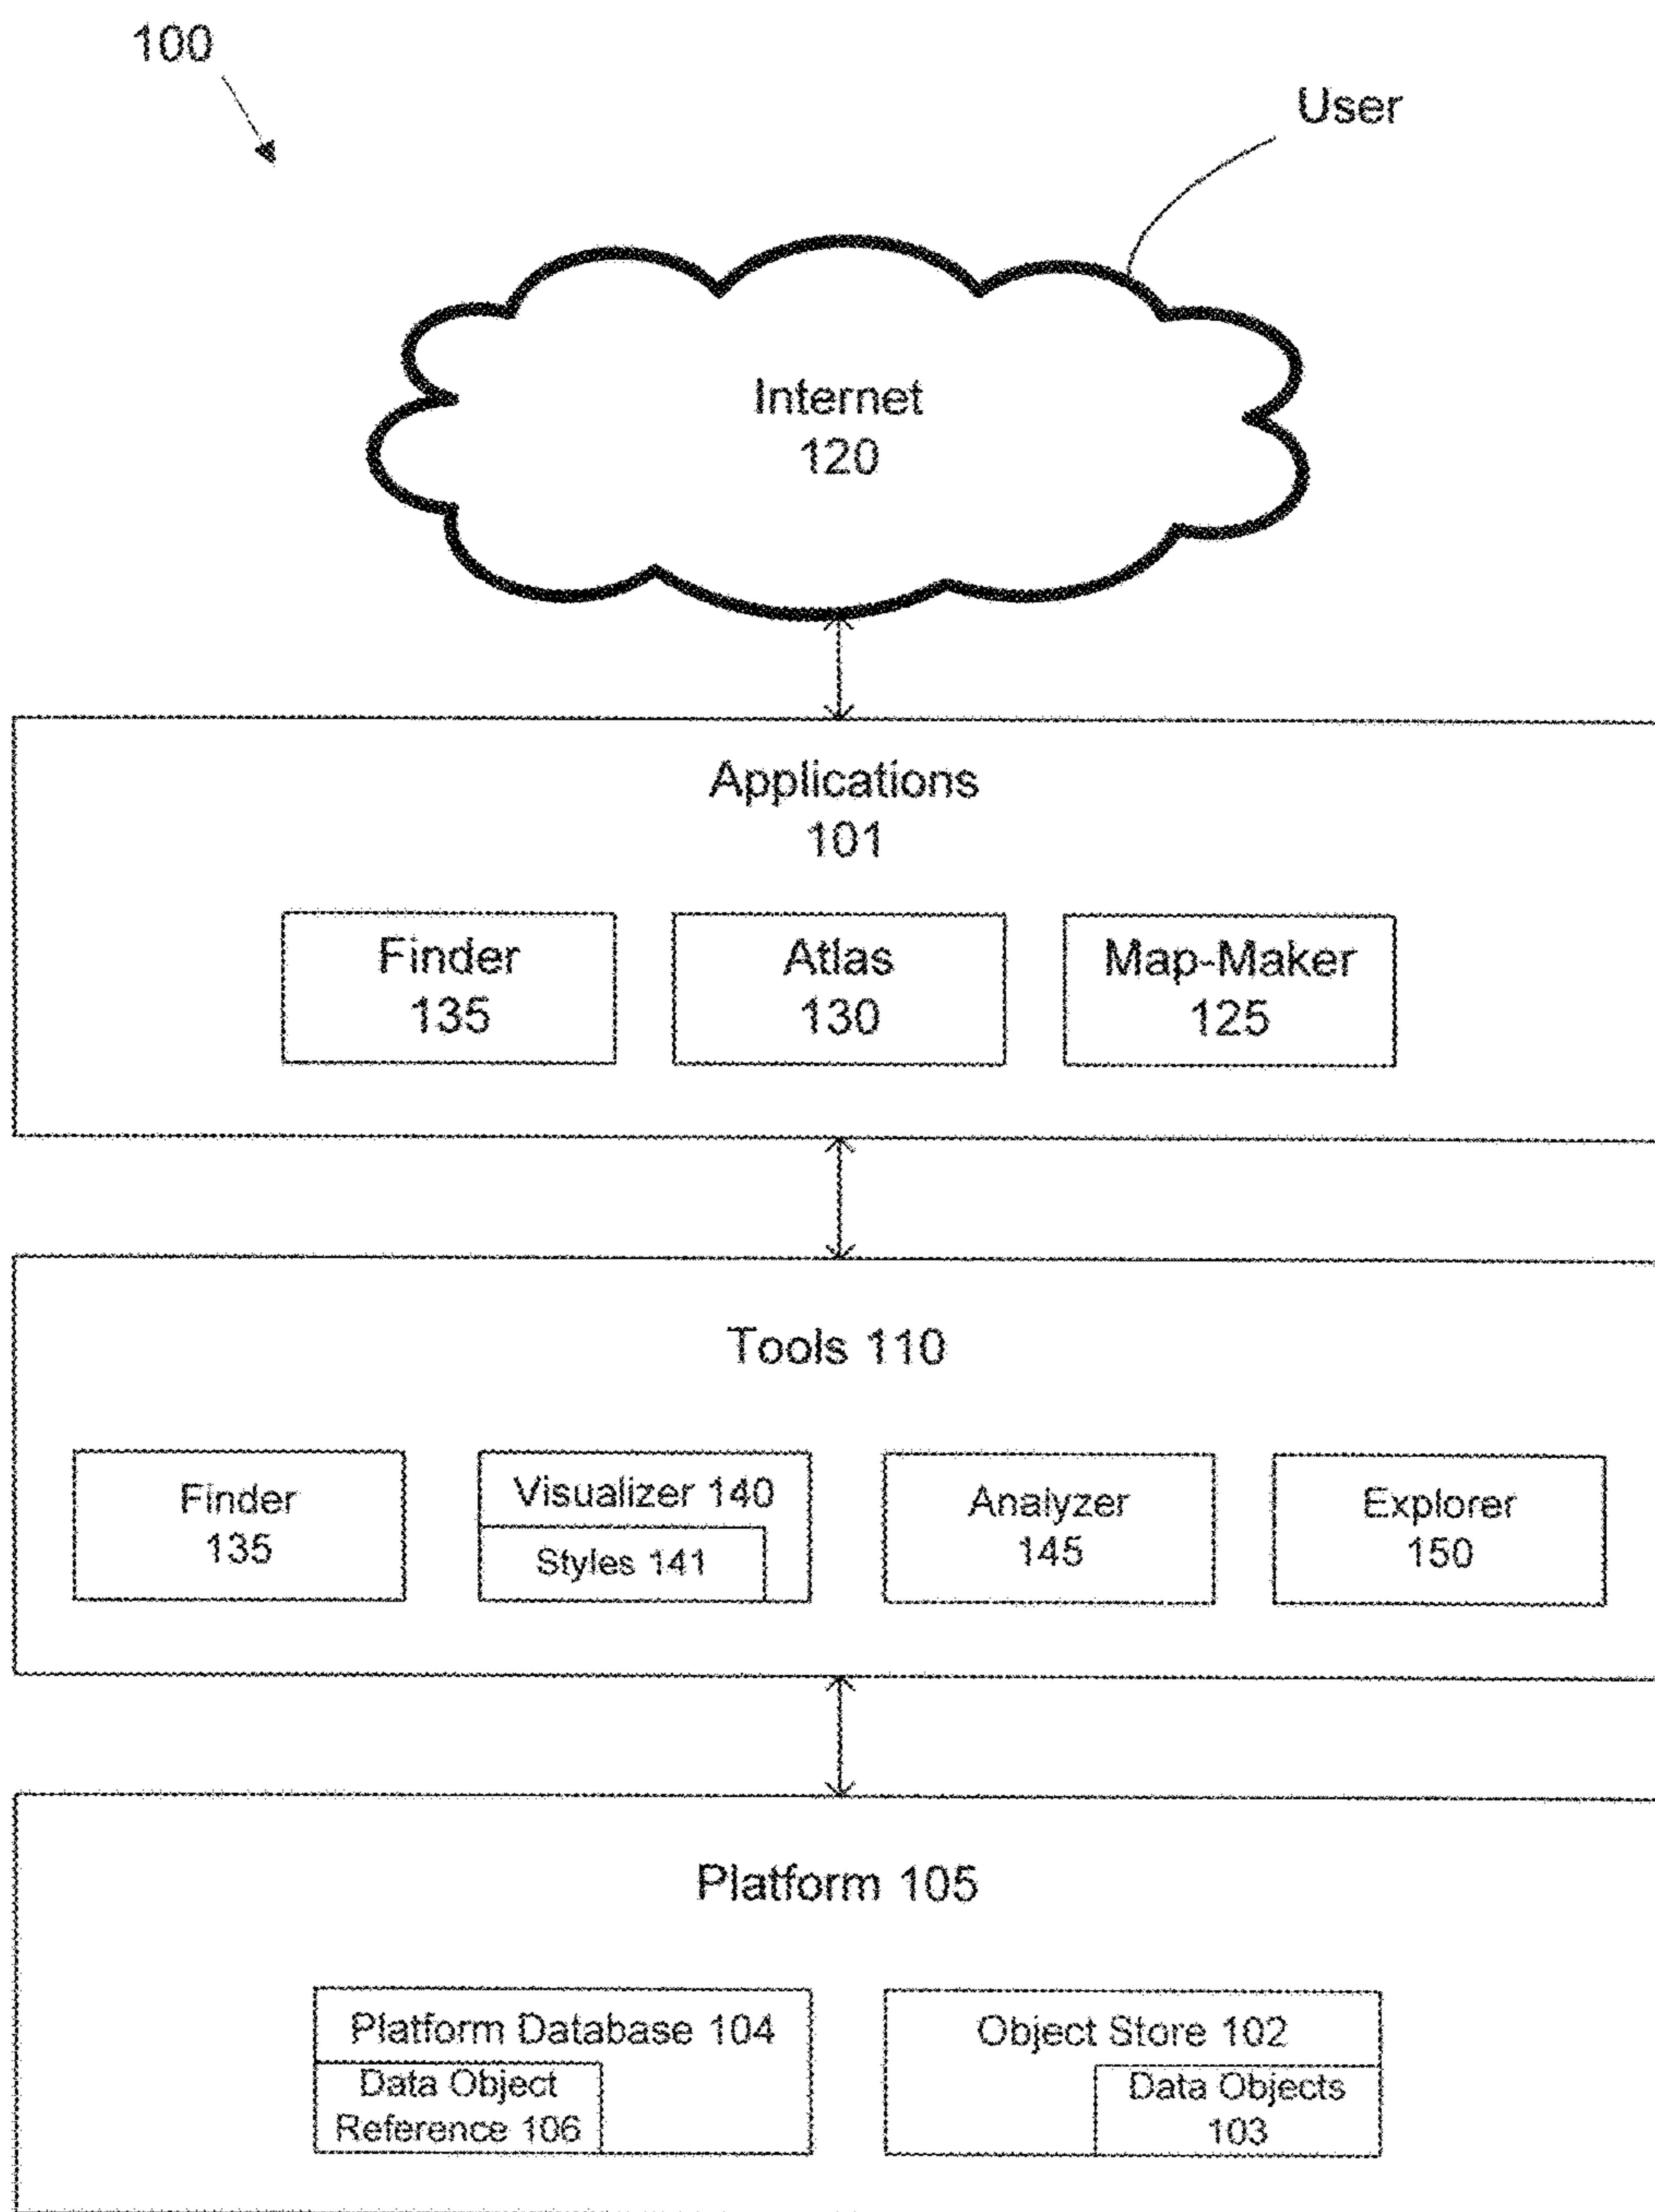 100
User
Internet
120
Applications
101
Finder
135
Atlas
130
Map-Maker
125
Tools 110
Finder
135
Visualizer 140
Styles 141
Analyzer
145
Explorer
150
Platform 105
Platform Database 104
Data Object
Reference 106
Object Store 102
Data Objects
103